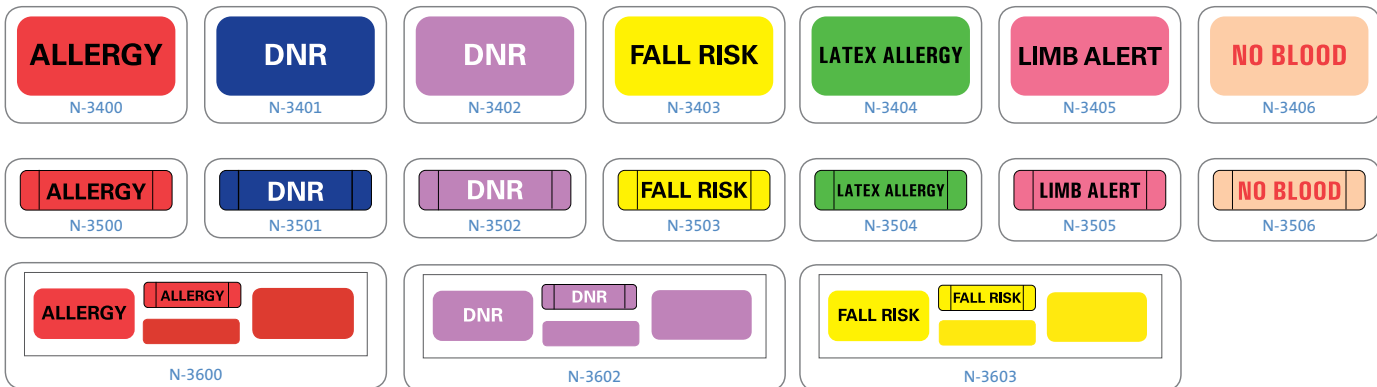 ALLERGY
N-3400
DNR
N-3401
DNR
N-3402
FALL RISK
N-3403
LATEX ALLERGY
N-3404
LIMB ALERT
N-3405
NO BLOOD
N-3406
ALLERGY
N-3500
DNR
N-3501
DNR
N-3502
FALL RISK
N-3503
LATEX ALLERGY
N-3504
LIMB ALERT
N-3505
NO BLOOD
N-3506
ALLERGY
ALLERGY
N-3600
DNR
DNR
N-3602
FALL RISK
FALL RISK
N-3603